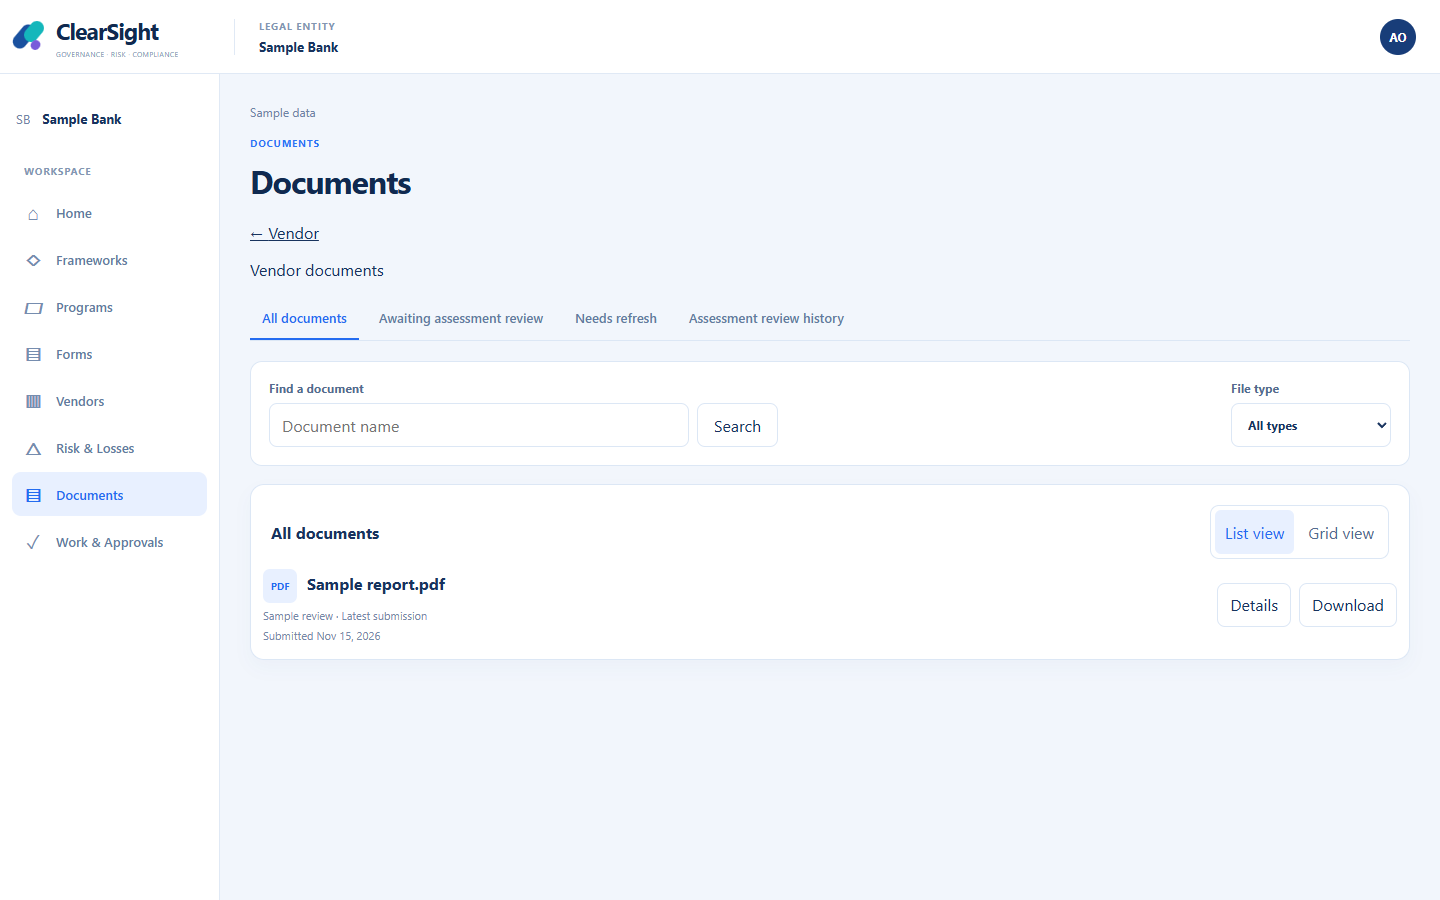 ClearSight
GOVERNANCE · RISK · COMPLIANCE
LEGAL ENTITY
Sample Bank
AO
SB Sample Bank
WORKSPACE
Home
Frameworks
Programs
Forms
Vendors
Risk & Losses
Documents
Work & Approvals
Sample data
DOCUMENTS
Documents
← Vendor
Vendor documents
All documents Awaiting assessment review Needs refresh Assessment review history
Find a document
Document name
Search
File type
All types
All documents
List view Grid view
PDF Sample report.pdf
Sample review · Latest submission
Submitted Nov 15, 2026
Details Download